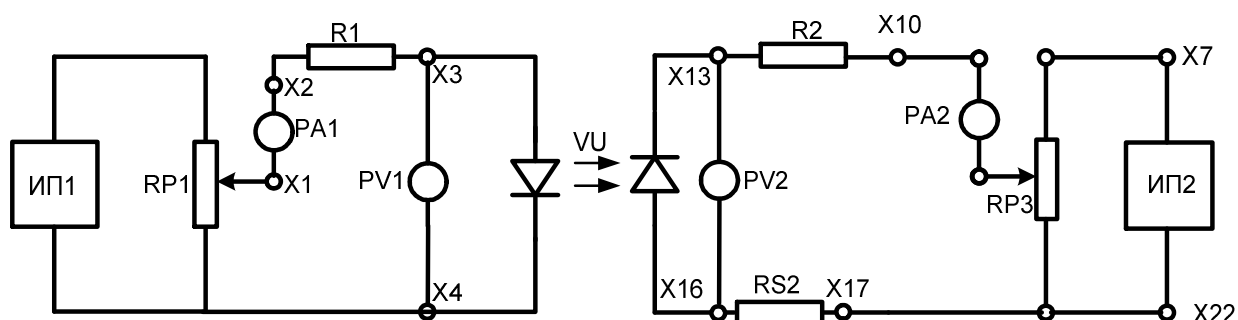 R1
R2
X10
X2
X3
X13
X7
PA1
PA2
VU
ИП1
RP1
X1
PV1
PV2
RP3
ИП2
X4
X16
RS2
X17
X22